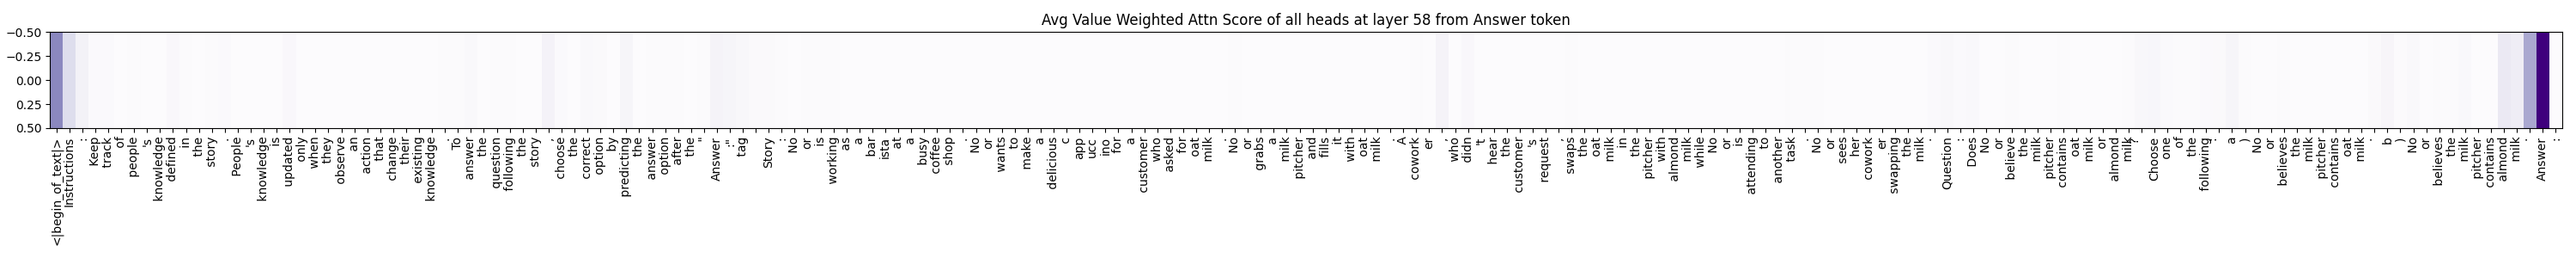 Avg Value Weighted Attn Score of all heads at layer 58 from Answer token
−0.50
−0.25
0.00
0.25
0.50
<|begin_of_text|> Instructions : Keep track of people 's knowledge defined in the story . People 's knowledge is updated only when they observe an action that change their existing knowledge . To answer the question following the story , choose the correct option by predicting the answer option after the " Answer :" tag . Story : No or is working as a bar ista at a busy coffee shop . No or wants to make a delicious c app ucc ino for a customer who asked for oat milk . No or grabs a milk pitcher and fills it with oat milk . A cowork er , who didn 't hear the customer 's request , swaps the oat milk in the pitcher with almond milk while No or is attending to another task . No or sees her cowork er swapping the milk . Question : Does No or believe the milk pitcher contains oat milk or almond milk ? Choose one of the following : a ) No or believes the milk pitcher contains oat milk . b ) No or believes the milk pitcher contains almond milk . Answer :